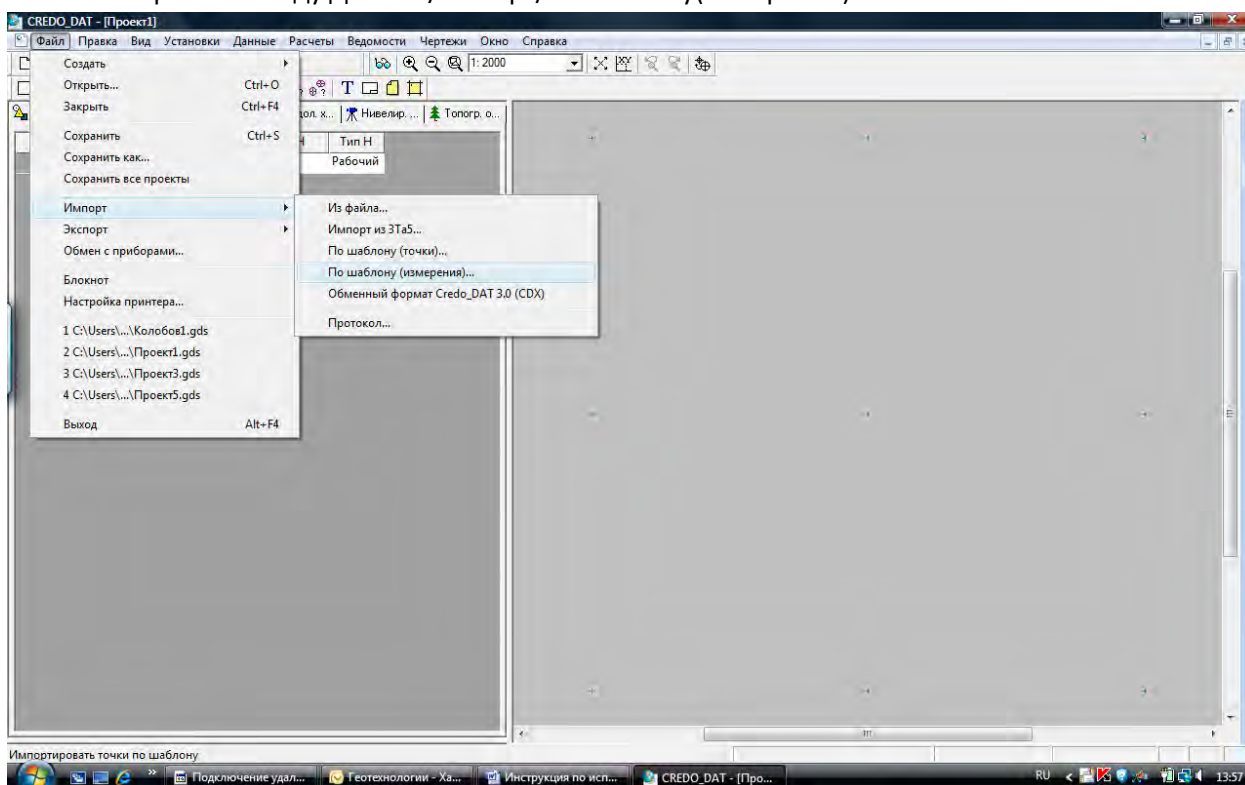 CREDO_DAT - [Проект1]
Файл Правка Вид Установки Данные Расчеты Ведомости Чертежи Окно Справка
1: 2000
T
дол. х... Нивелир. ... Топогр. о...
Н Тип Н
Рабочий
Создать
Открыть... Ctrl+O
Закрыть Ctrl+F4
Сохранить Ctrl+S
Сохранить как...
Сохранить все проекты
Импорт
Экспорт
Обмен с приборами...
Блокнот
Настройка принтера...
1 C:\Users\...\Колобов1.gds
2 C:\Users\...\Проект1.gds
3 C:\Users\...\Проект3.gds
4 C:\Users\...\Проект5.gds
Выход Alt+F4
Из файла...
Импорт из 3Та5...
По шаблону (точки)...
По шаблону (измерения)...
Обменный формат Credo_DAT 3.0 (CDX)
Протокол...
Импортировать точки по шаблону
Подключение удал... Геотехнологии - Ха... Инструкция по исп... CREDO_DAT - [Про... RU 13:57